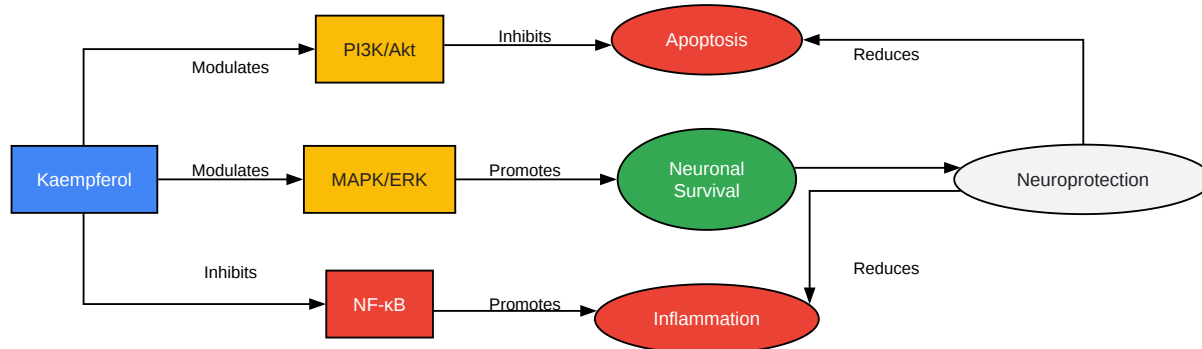 PI3K/Akt
Inhibits
Apoptosis
Modulates
Reduces
Kaempferol
Modulates
MAPK/ERK
Promotes
Neuronal
Survival
Neuroprotection
Inhibits
NF-κB
Promotes
Inflammation
Reduces